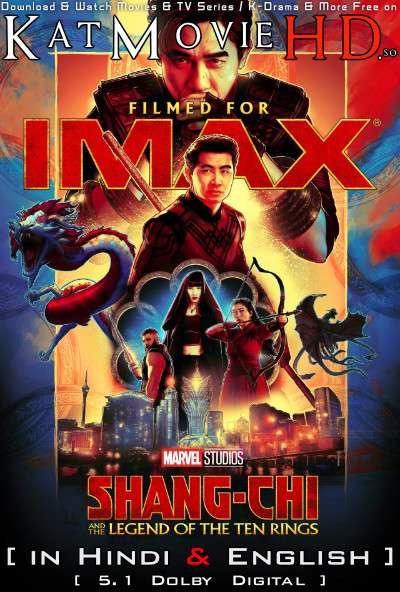 Download & Watch Movies & TV Series / K-Drama & More Free on
KatMovieHD.so
FILMED FOR
IMAX®
MARVEL STUDIOS
SHANG-CHI
AND THE LEGEND OF THE TEN RINGS
[ in Hindi & English ]
[ 5.1 Dolby Digital ]